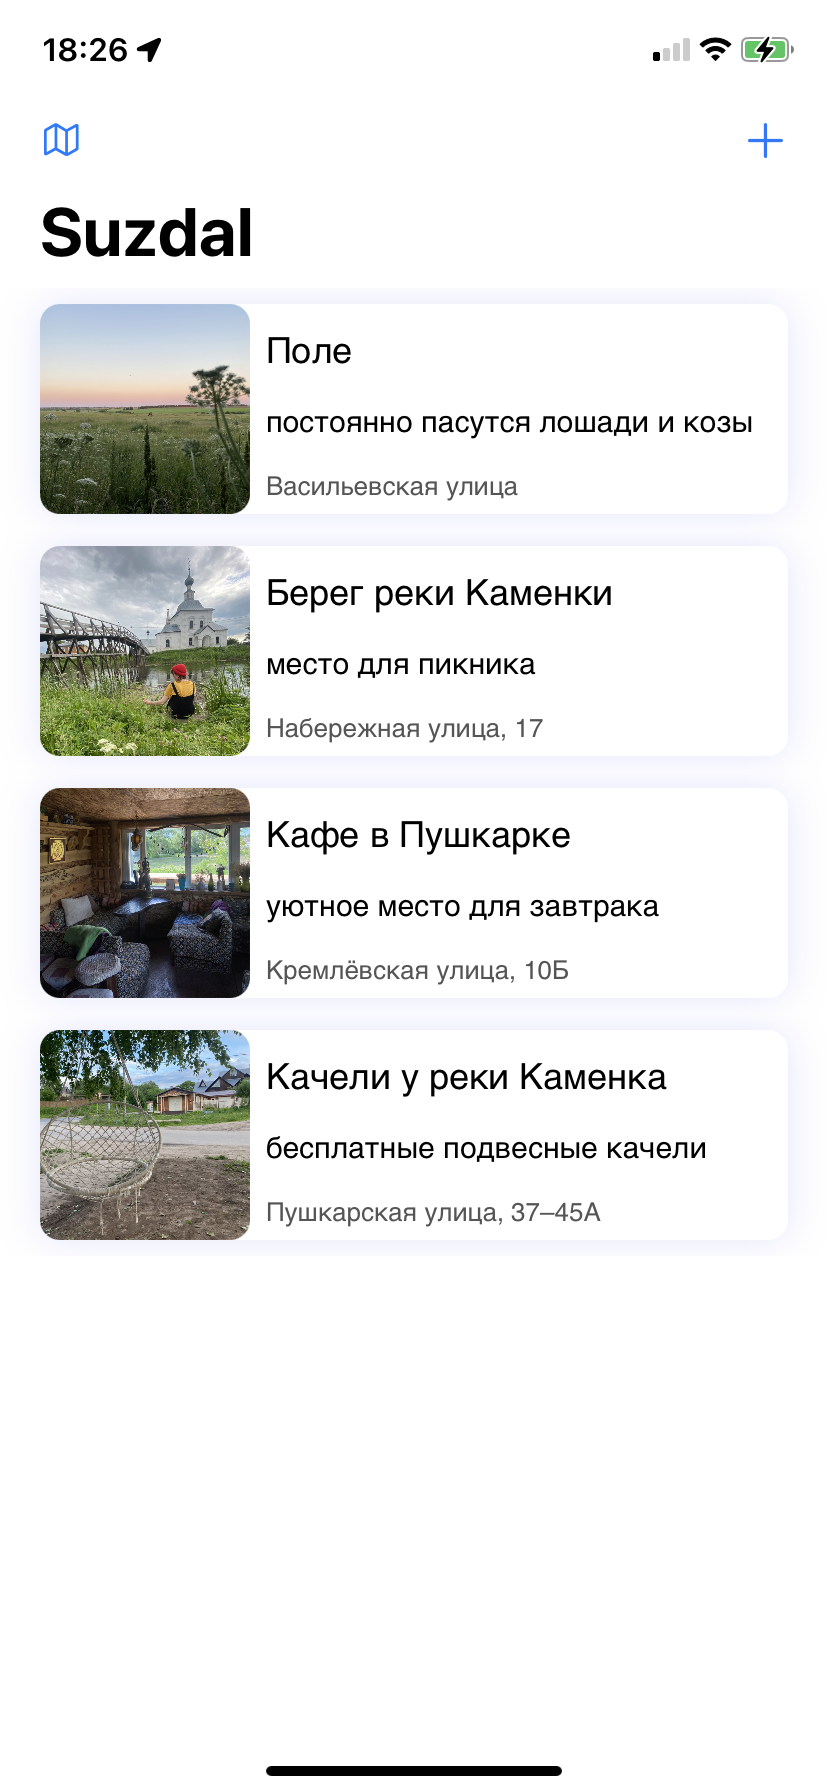 18:26
Suzdal
Поле
постоянно пасутся лошади и козы
Васильевская улица
Берег реки Каменки
место для пикника
Набережная улица, 17
Кафе в Пушкарке
уютное место для завтрака
Кремлёвская улица, 10Б
Качели у реки Каменка
бесплатные подвесные качели
Пушкарская улица, 37–45А